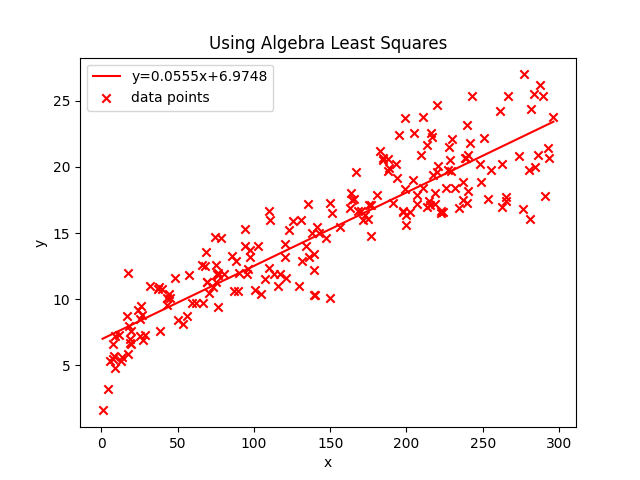 Using Algebra Least Squares
y=0.0555x+6.9748
data points
25
20
15
10
5
y
0 50 100 150 200 250 300
x